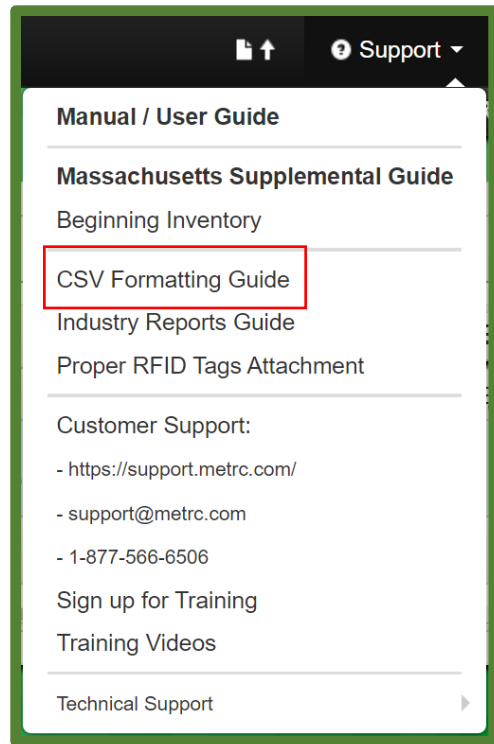 Support
Manual / User Guide
Massachusetts Supplemental Guide
Beginning Inventory
CSV Formatting Guide
Industry Reports Guide
Proper RFID Tags Attachment
Customer Support:
- https://support.metrc.com/
- support@metrc.com
- 1-877-566-6506
Sign up for Training
Training Videos
Technical Support